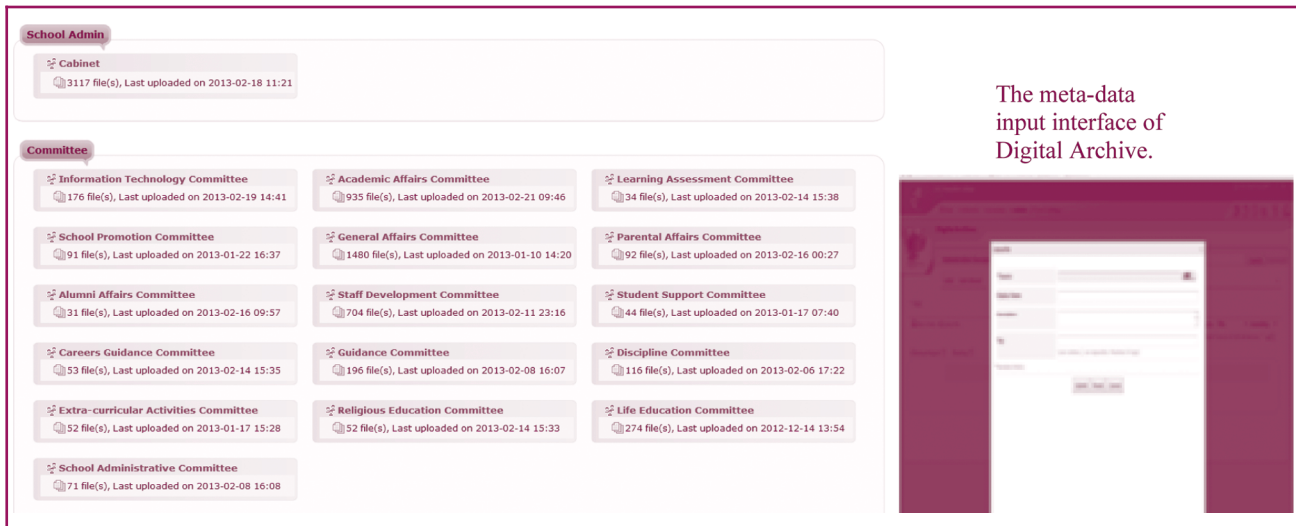 School Admin
Cabinet
3117 file(s), Last uploaded on 2013-02-18 11:21
Committee
Information Technology Committee
176 file(s), Last uploaded on 2013-02-19 14:41
Academic Affairs Committee
935 file(s), Last uploaded on 2013-02-21 09:46
Learning Assessment Committee
34 file(s), Last uploaded on 2013-02-14 15:38
School Promotion Committee
91 file(s), Last uploaded on 2013-01-22 16:37
General Affairs Committee
1480 file(s), Last uploaded on 2013-01-10 14:20
Parental Affairs Committee
92 file(s), Last uploaded on 2013-02-16 00:27
Alumni Affairs Committee
31 file(s), Last uploaded on 2013-02-16 09:57
Staff Development Committee
704 file(s), Last uploaded on 2013-02-11 23:16
Student Support Committee
44 file(s), Last uploaded on 2013-01-17 07:40
Careers Guidance Committee
53 file(s), Last uploaded on 2013-02-14 15:35
Guidance Committee
196 file(s), Last uploaded on 2013-02-08 16:07
Discipline Committee
116 file(s), Last uploaded on 2013-02-06 17:22
Extra-curricular Activities Committee
52 file(s), Last uploaded on 2013-01-17 15:28
Religious Education Committee
52 file(s), Last uploaded on 2013-02-14 15:33
Life Education Committee
274 file(s), Last uploaded on 2012-12-14 13:54
School Administrative Committee
71 file(s), Last uploaded on 2013-02-08 16:08
The meta-data
input interface of
Digital Archive.